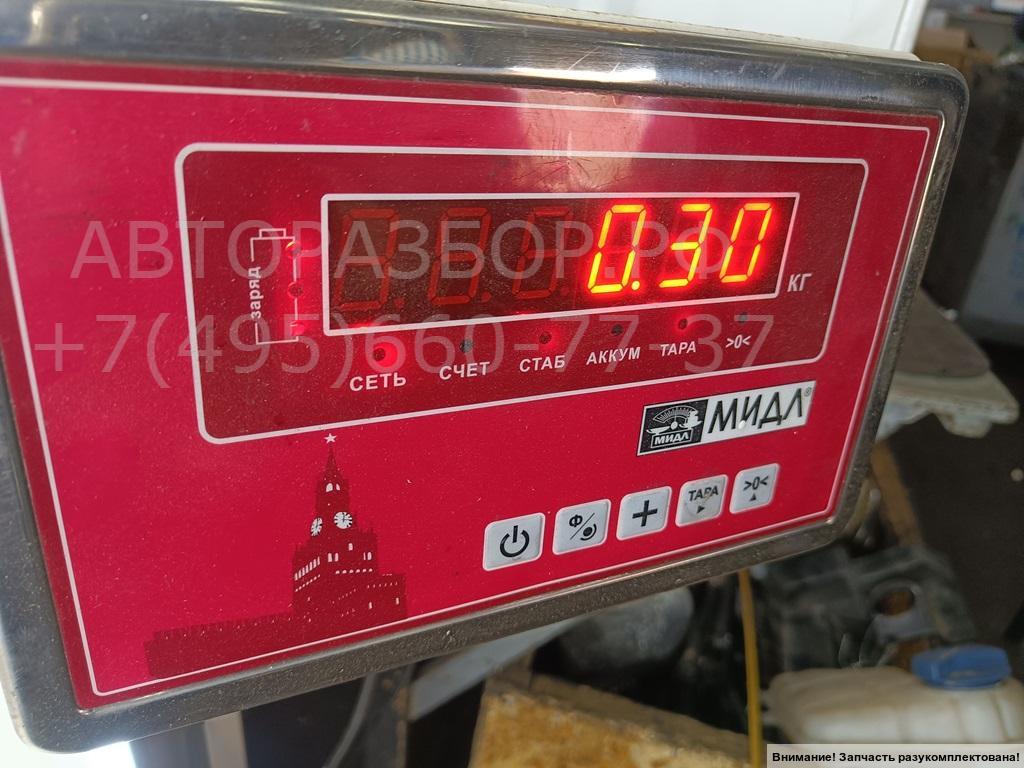 АВТОРАЗБОР.РФ
+7(495)660-77-37
0.30
кг
заряд
СЕТЬ СЧЕТ СТАБ АККУМ ТАРА >0<
МИДЛ МИДЛ®
Ф ТАРА >0<
Внимание! Запчасть разукомплектована!